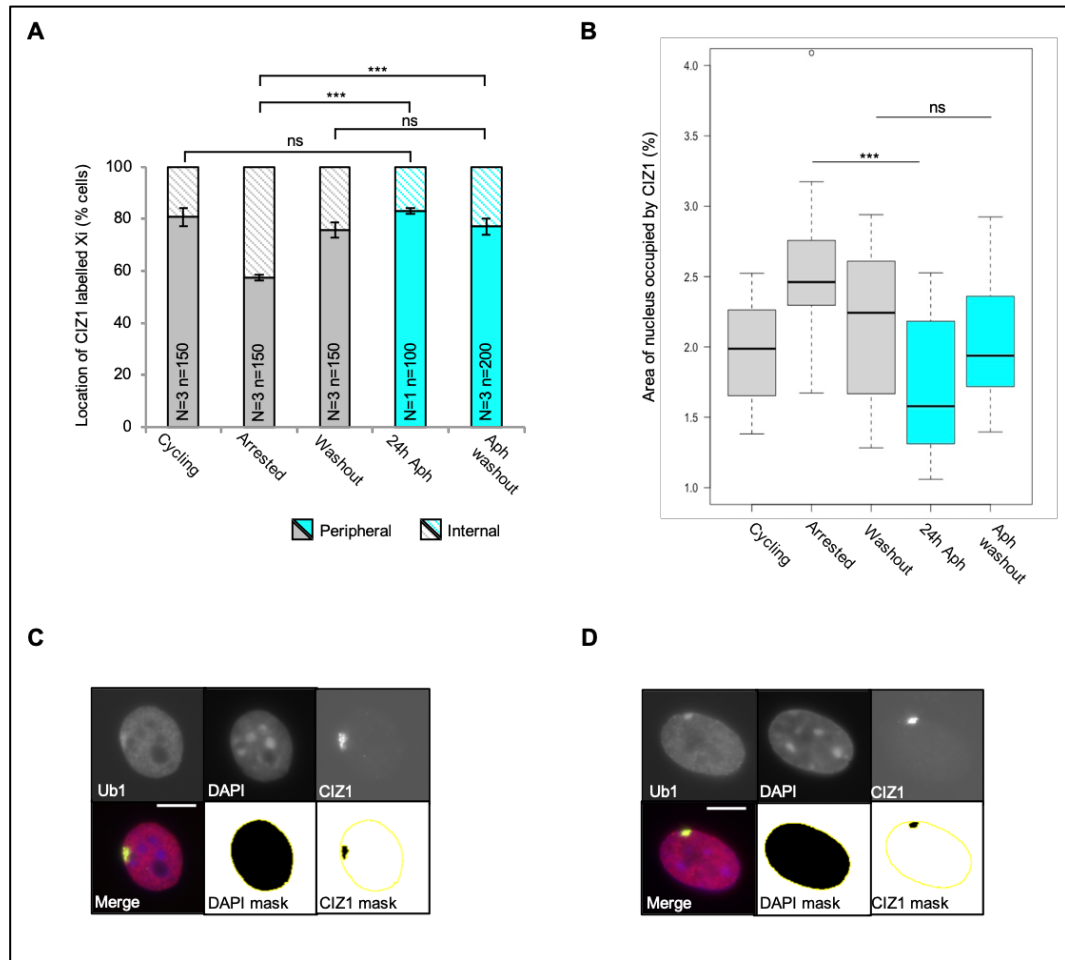 A
***
***
ns
ns
Location of CIZ1 labelled Xi (% cells)
100
80
60
40
20
0
N=3 n=150
N=3 n=150
N=3 n=150
N=1 n=100
N=3 n=200
Cycling
Arrested
Washout
24h Aph
Aph
washout
Peripheral
Internal
B
Area of nucleus occupied by CIZ1 (%)
4.0
3.5
3.0
2.5
2.0
1.5
1.0
ns
***
Cycling
Arrested
Washout
24h Aph
Aph
washout
C
Ub1
DAPI
CIZ1
Merge
DAPI mask
CIZ1 mask
D
Ub1
DAPI
CIZ1
Merge
DAPI mask
CIZ1 mask